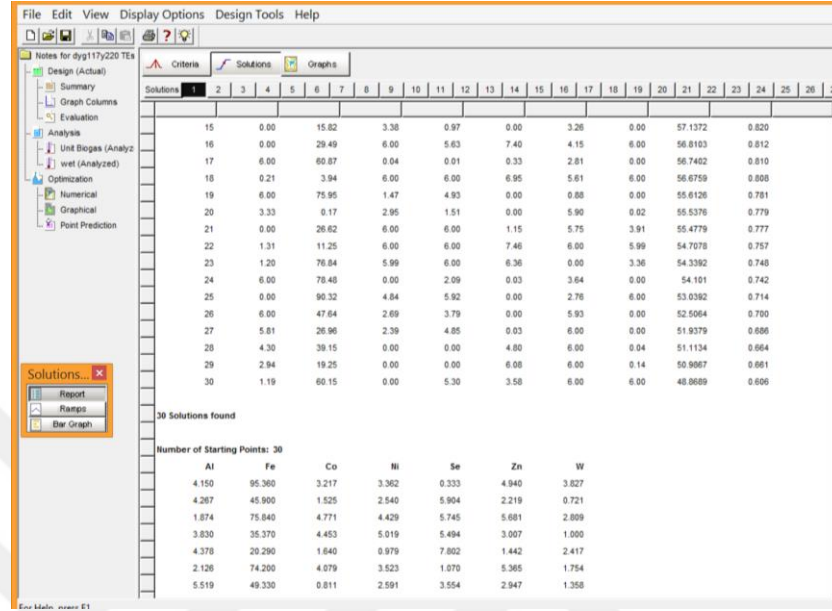 File Edit View Display Options Design Tools Help
Notes for dyg117y220 TEs
Design (Actual)
Summary
Graph Columns
Evaluation
Analysis
Unit Biogas (Analyz
wet (Analyzed)
Optimization
Numerical
Graphical
Point Prediction
Criteria Solutions Graphs
Solutions 1 2 3 4 5 6 7 8 9 10 11 12 13 14 15 16 17 18 19 20 21 22 23 24 25 26
15 0.00 15.82 3.38 0.97 0.00 3.26 0.00 57.1372 0.820
16 0.00 29.49 6.00 5.63 7.40 4.15 6.00 56.8103 0.812
17 6.00 60.87 0.04 0.01 0.33 2.81 0.00 56.7402 0.810
18 0.21 3.94 6.00 6.00 6.95 5.61 6.00 56.6759 0.808
19 6.00 75.95 1.47 4.93 0.00 0.88 0.00 55.6126 0.781
20 3.33 0.17 2.95 1.51 0.00 5.90 0.02 55.5376 0.779
21 0.00 26.62 6.00 6.00 1.15 5.75 3.91 55.4779 0.777
22 1.31 11.25 6.00 6.00 7.46 6.00 5.99 54.7078 0.757
23 1.20 76.84 5.99 6.00 6.36 0.00 3.36 54.3392 0.748
24 6.00 78.48 0.00 2.09 0.03 3.64 0.00 54.101 0.742
25 0.00 90.32 4.84 5.92 0.00 2.76 6.00 53.0392 0.714
26 6.00 47.64 2.69 3.79 0.00 5.93 0.00 52.5064 0.700
27 5.81 26.96 2.39 4.85 0.03 6.00 0.00 51.9379 0.686
28 4.30 39.15 0.00 0.00 4.80 6.00 0.04 51.1134 0.664
29 2.94 19.25 0.00 0.00 6.08 6.00 0.14 50.9867 0.661
30 1.19 60.15 0.00 5.30 3.58 6.00 6.00 48.8689 0.606
Solutions...
Report
Ramps
Bar Graph
30 Solutions found
Number of Starting Points: 30
Al Fe Co Ni Se Zn W
4.150 95.360 3.217 3.362 0.333 4.940 3.827
4.267 45.900 1.525 2.540 5.904 2.219 0.721
1.874 75.840 4.771 4.429 5.745 5.681 2.809
3.830 35.370 4.453 5.019 5.494 3.007 1.000
4.378 20.290 1.640 0.979 7.802 1.442 2.417
2.126 74.200 4.079 3.523 1.070 5.365 1.754
5.519 49.330 0.811 2.591 3.554 2.947 1.358
For Help, press F1